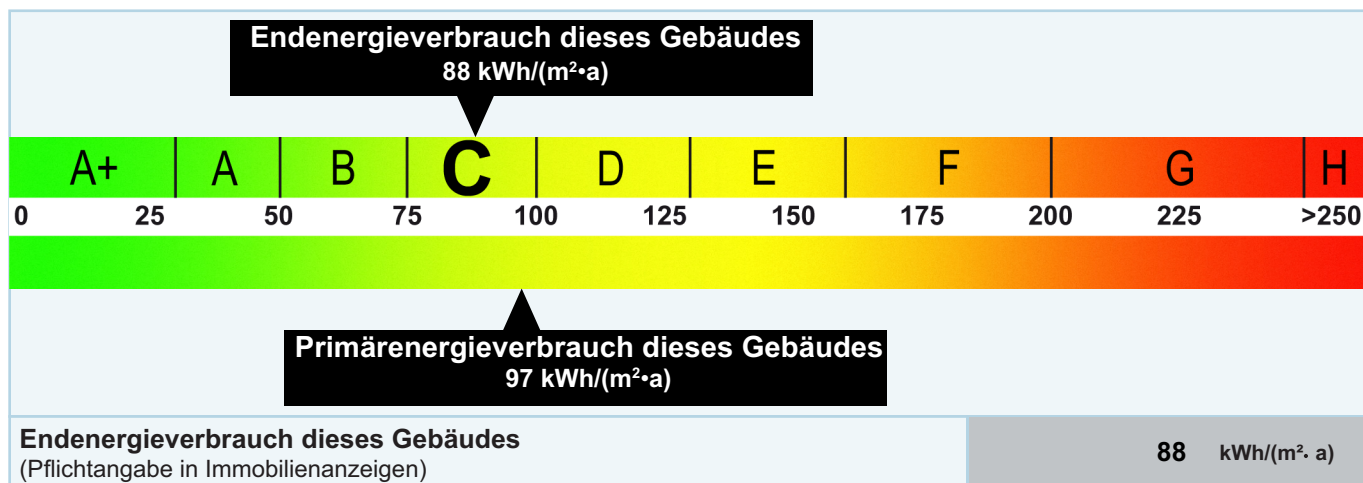 Endenergieverbrauch dieses Gebäudes
88 kWh/(m²•a)
A+ A B C D E F G H
0 25 50 75 100 125 150 175 200 225 >250
Primärenergieverbrauch dieses Gebäudes
97 kWh/(m²•a)
Endenergieverbrauch dieses Gebäudes
(Pflichtangabe in Immobilienanzeigen)
88 kWh/(m²· a)